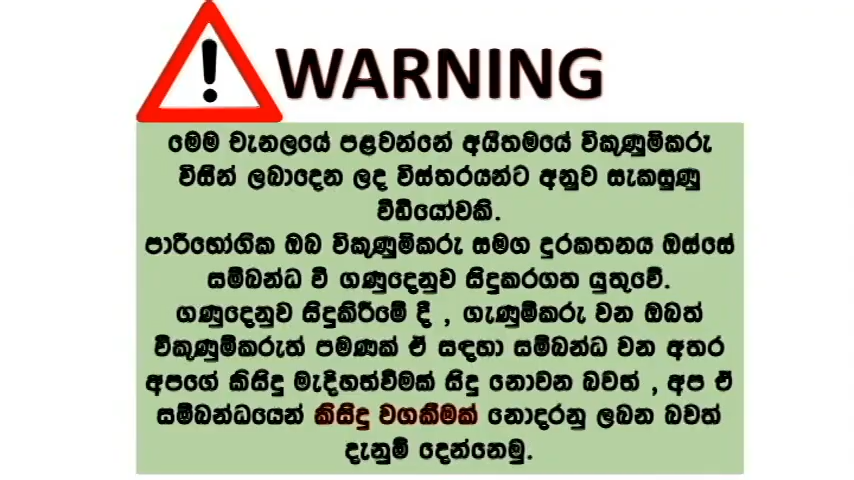 WARNING
මෙම චැනලයේ පළවන්නේ අයිතමයේ විකුණුම්කරු
විසින් ලබාදෙන ලද විස්තරයන්ට අනුව සැකසුණු
වීඩියෝවකි.
පාරිභෝගික ඔබ විකුණුම්කරු සමග දුරකතනය ඔස්සේ
සම්බන්ධ වී ගණුදෙනුව සිදුකරගත යුතුවේ.
ගණුදෙනුව සිදුකිරීමේ දී , ගැණුම්කරු වන ඔබත්
විකුණුම්කරුත් පමණක් ඒ සඳහා සම්බන්ධ වන අතර
අපගේ කිසිදු මැදිහත්වීමක් සිදු නොවන බවත් , අප ඒ
සම්බන්ධයෙන් කිසිදු වගකීමක් නොදරනු ලබන බවත්
දැනුම් දෙන්නෙමු.